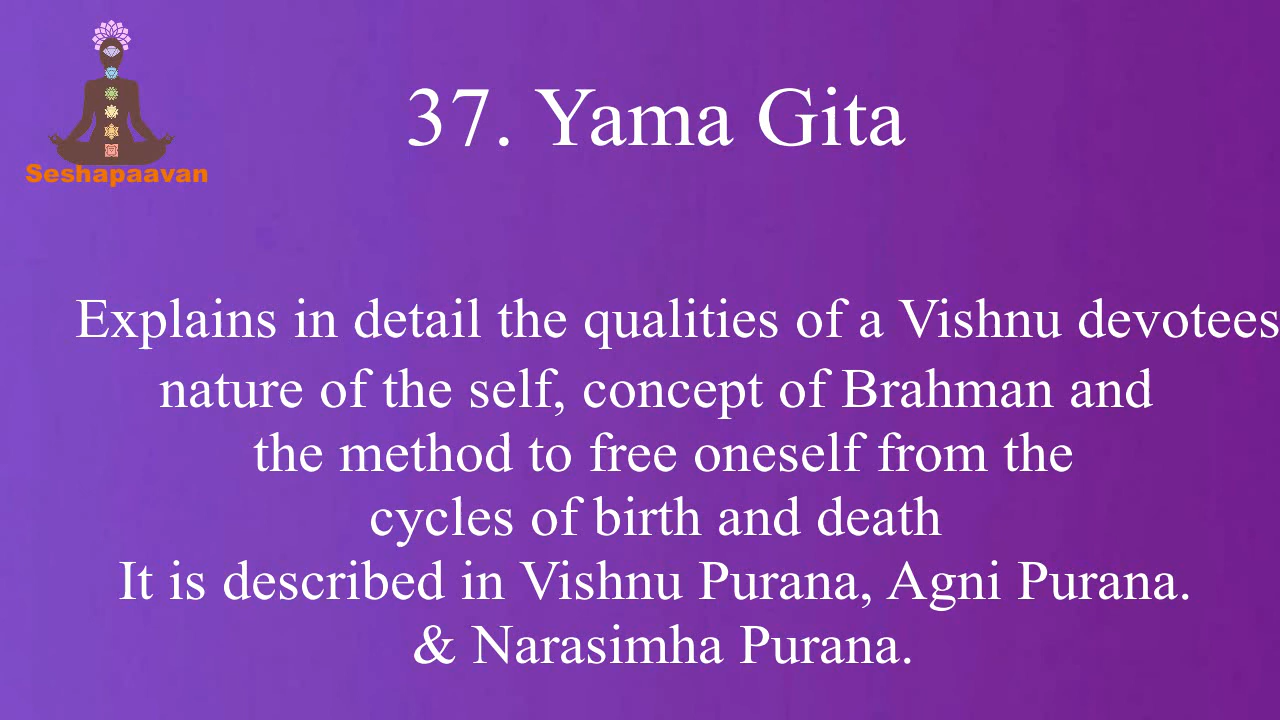 Seshapaavan
37. Yama Gita
Explains in detail the qualities of a Vishnu devotees
nature of the self, concept of Brahman and
the method to free oneself from the
cycles of birth and death
It is described in Vishnu Purana, Agni Purana.
& Narasimha Purana.